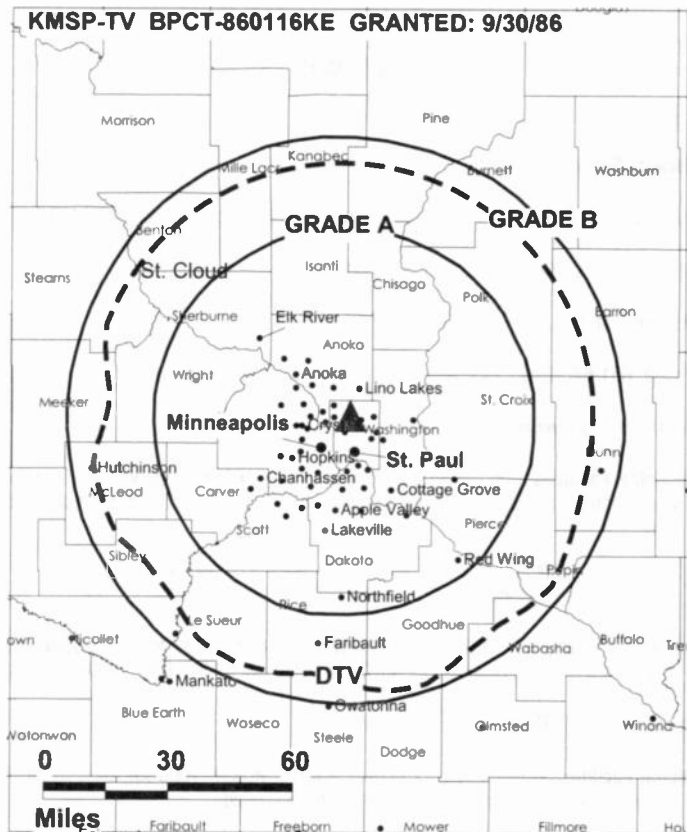 KMSP-TV BPCT-860116KE GRANTED: 9/30/86
Morrison
Pine
Kanabec
Mille Lacs
Burnett
Washburn
GRADE A
GRADE B
Benton
Stearns
St. Cloud
Isanti
Chisago
Polk
Sherburne
Elk River
Barron
Anoka
Wright
Anoka
Lino Lakes
Meeker
St. Croix
Minneapolis
Crystal
Washington
Dunn
Hopkins
St. Paul
Hutchinson
Chanhassen
McLeod
Carver
Cottage Grove
Apple Valley
Scott
Lakeville
Pierce
Sibley
Dakota
Red Wing
Pepin
Rice
Northfield
Le Sueur
Goodhue
Nicollet
Faribault
Buffalo
Wabasha
DTV
Mankato
Owatonna
Blue Earth
Waseco
Steele
Olmsted
Winona
Dodge
0 30 60
Miles
Faribault
Freeborn
Mower
Fillmore